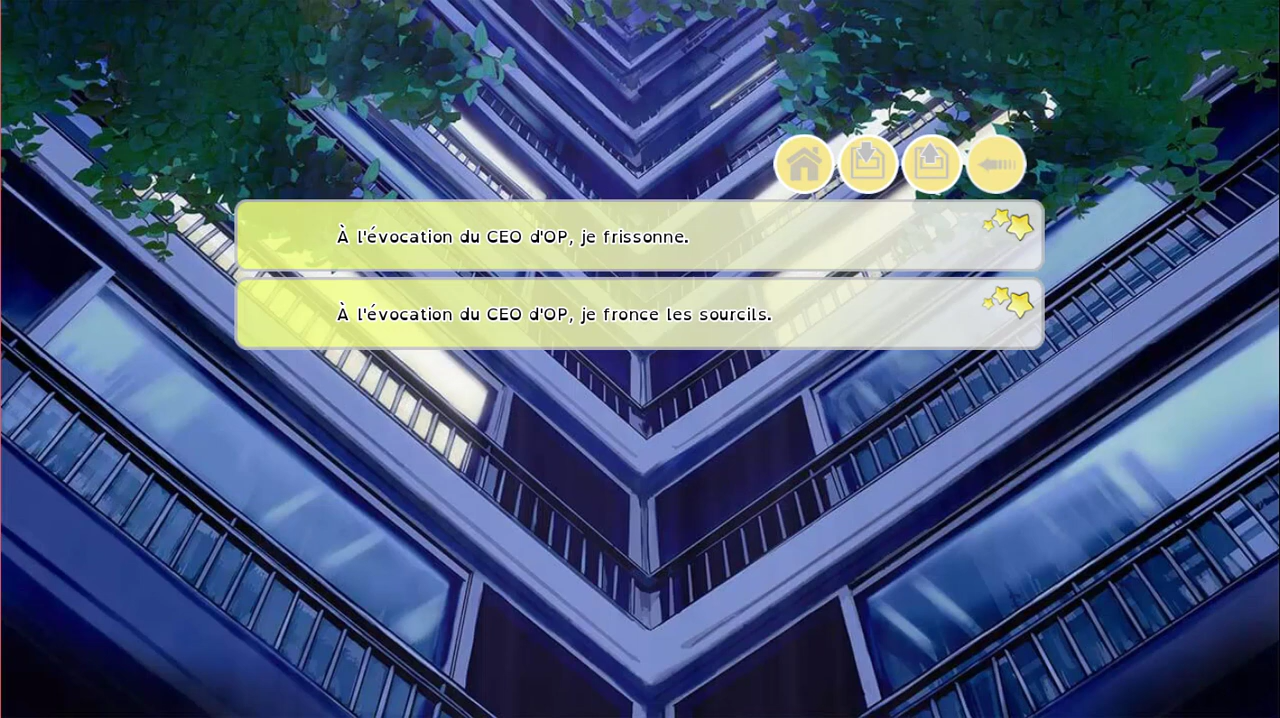 À l'évocation du CEO d'OP, je frissonne.
À l'évocation du CEO d'OP, je fronce les sourcils.